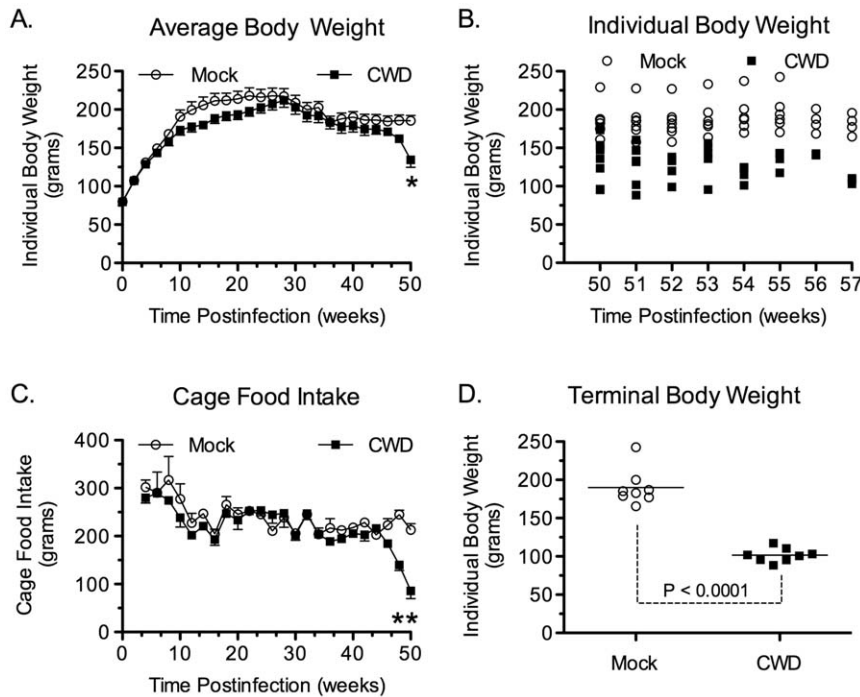 A.
Average Body Weight
Mock
CWD
Individual Body Weight
(grams)
250
200
150
100
50
0
*
0
10
20
30
40
50
Time Postinfection (weeks)
B.
Individual Body Weight
Mock
CWD
Individual Body Weight
(grams)
250
200
150
100
50
0
50
51
52
53
54
55
56
57
Time Postinfection (weeks)
C.
Cage Food Intake
Mock
CWD
Cage Food Intake
(grams)
400
300
200
100
0
**
0
10
20
30
40
50
Time Postinfection (weeks)
D.
Terminal Body Weight
Individual Body Weight
(grams)
250
200
150
100
50
0
P < 0.0001
Mock
CWD